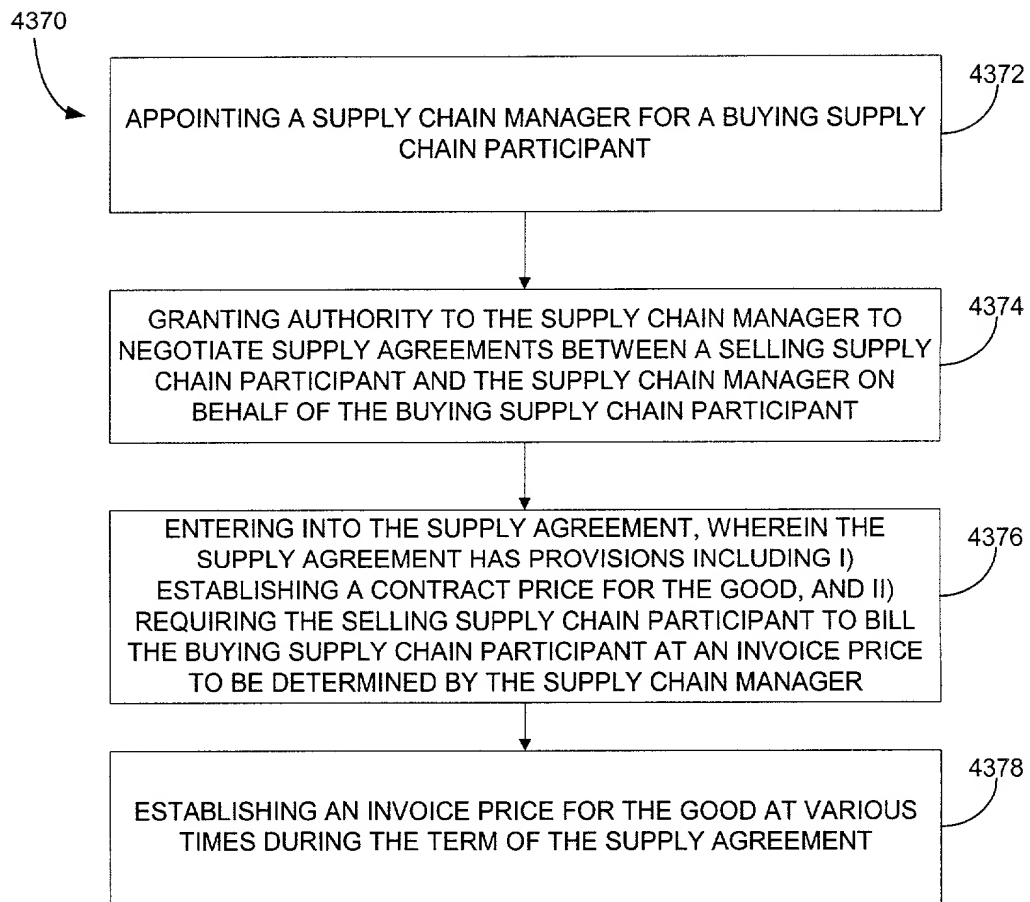 4370
4372
APPOINTING A SUPPLY CHAIN MANAGER FOR A BUYING SUPPLY
CHAIN PARTICIPANT
4374
GRANTING AUTHORITY TO THE SUPPLY CHAIN MANAGER TO
NEGOTIATE SUPPLY AGREEMENTS BETWEEN A SELLING SUPPLY
CHAIN PARTICIPANT AND THE SUPPLY CHAIN MANAGER ON
BEHALF OF THE BUYING SUPPLY CHAIN PARTICIPANT
4376
ENTERING INTO THE SUPPLY AGREEMENT, WHEREIN THE
SUPPLY AGREEMENT HAS PROVISIONS INCLUDING I)
ESTABLISHING A CONTRACT PRICE FOR THE GOOD, AND II)
REQUIRING THE SELLING SUPPLY CHAIN PARTICIPANT TO BILL
THE BUYING SUPPLY CHAIN PARTICIPANT AT AN INVOICE PRICE
TO BE DETERMINED BY THE SUPPLY CHAIN MANAGER
4378
ESTABLISHING AN INVOICE PRICE FOR THE GOOD AT VARIOUS
TIMES DURING THE TERM OF THE SUPPLY AGREEMENT